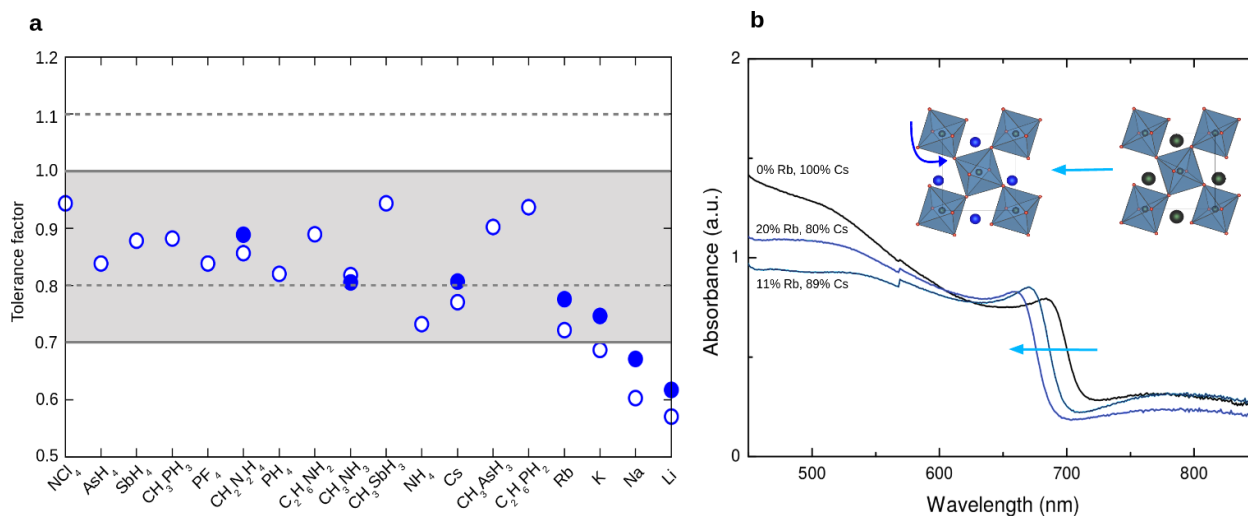 a
1.2
1.1
1.0
0.9
0.8
0.7
0.6
0.5
Tolerance factor
NCl₄
AsH₄
SbH₄
CH₃PH₃
PF₄
CH₂N₂H₄
PH₄
C₂H₆NH₂
CH₃NH₃
CH₃SbH₃
NH₄
Cs
CH₃AsH₃
C₂H₆PH₂
Rb
K
Na
Li
b
2
1
0
Absorbance (a.u.)
0% Rb, 100% Cs
20% Rb, 80% Cs
11% Rb, 89% Cs
500
600
700
800
Wavelength (nm)